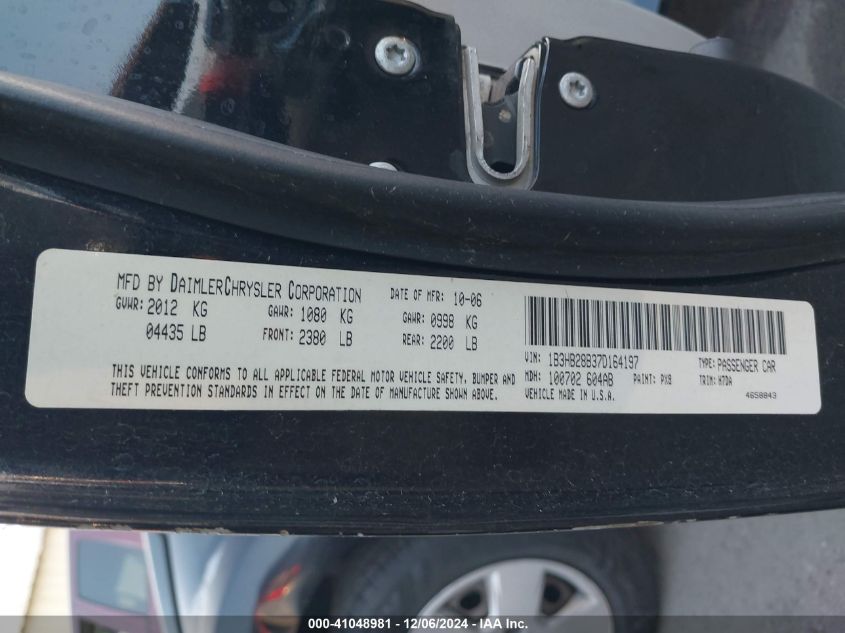 MFD BY DAIMLERCHRYSLER CORPORATION
DATE OF MFR: 10-06
GVWR: 2012 KG
GAWR: 1080 KG
GAWR: 0998 KG
04435 LB
FRONT: 2380 LB
REAR: 2200 LB
THIS VEHICLE CONFORMS TO ALL APPLICABLE FEDERAL MOTOR VEHICLE SAFETY, BUMPER AND
THEFT PREVENTION STANDARDS IN EFFECT ON THE DATE OF MANUFACTURE SHOWN ABOVE.
VIN: 1B3HB28B37D164197
TYPE: PASSENGER CAR
MDH: 100702 604AB
PAINT: PX8
TRIM: H7DA
VEHICLE MADE IN U.S.A.
4658843
000-41048981 - 12/06/2024 - IAA Inc.